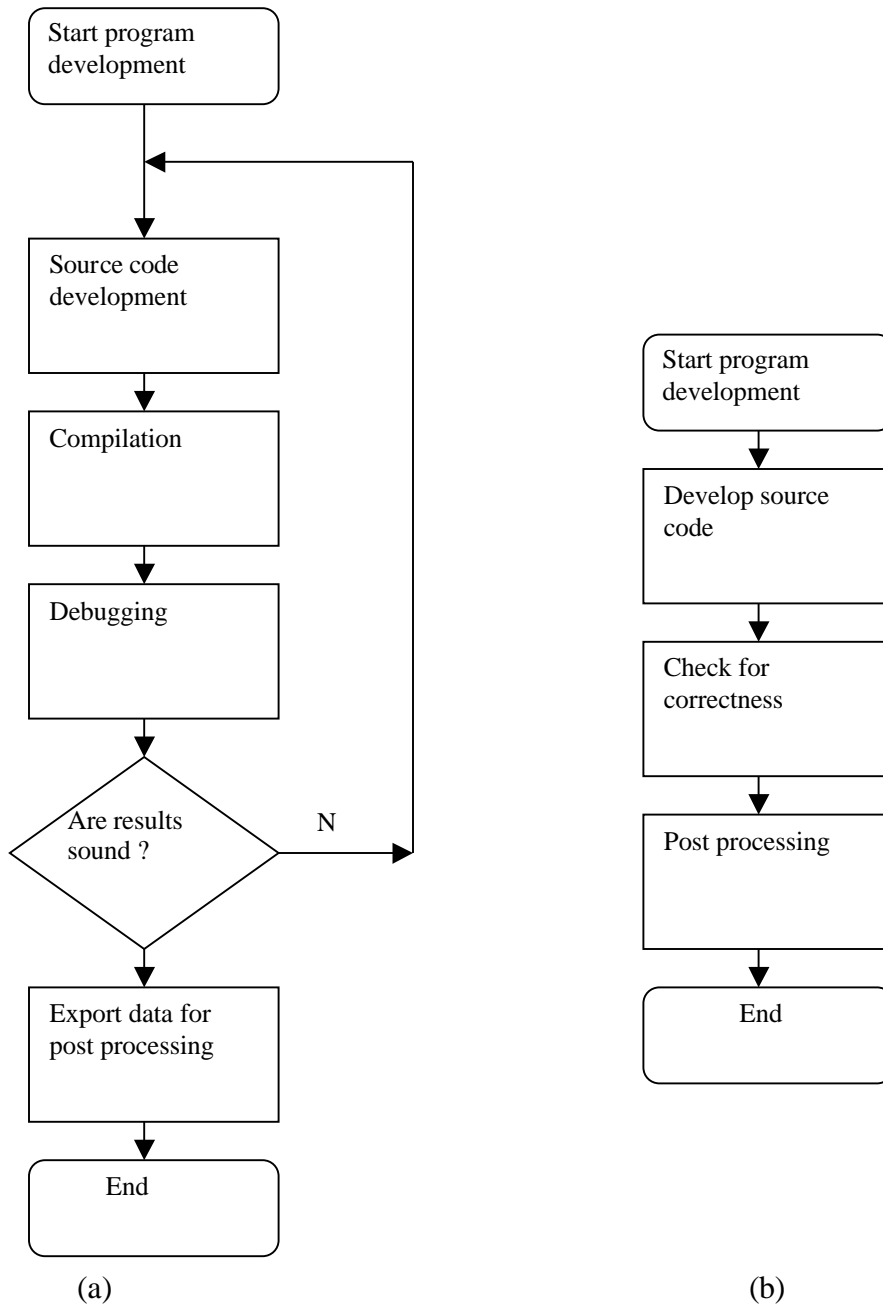 Start program
development
Source code
development
Compilation
Debugging
Are results
sound ?
N
Export data for
post processing
End
(a)
Start program
development
Develop source
code
Check for
correctness
Post processing
End
(b)